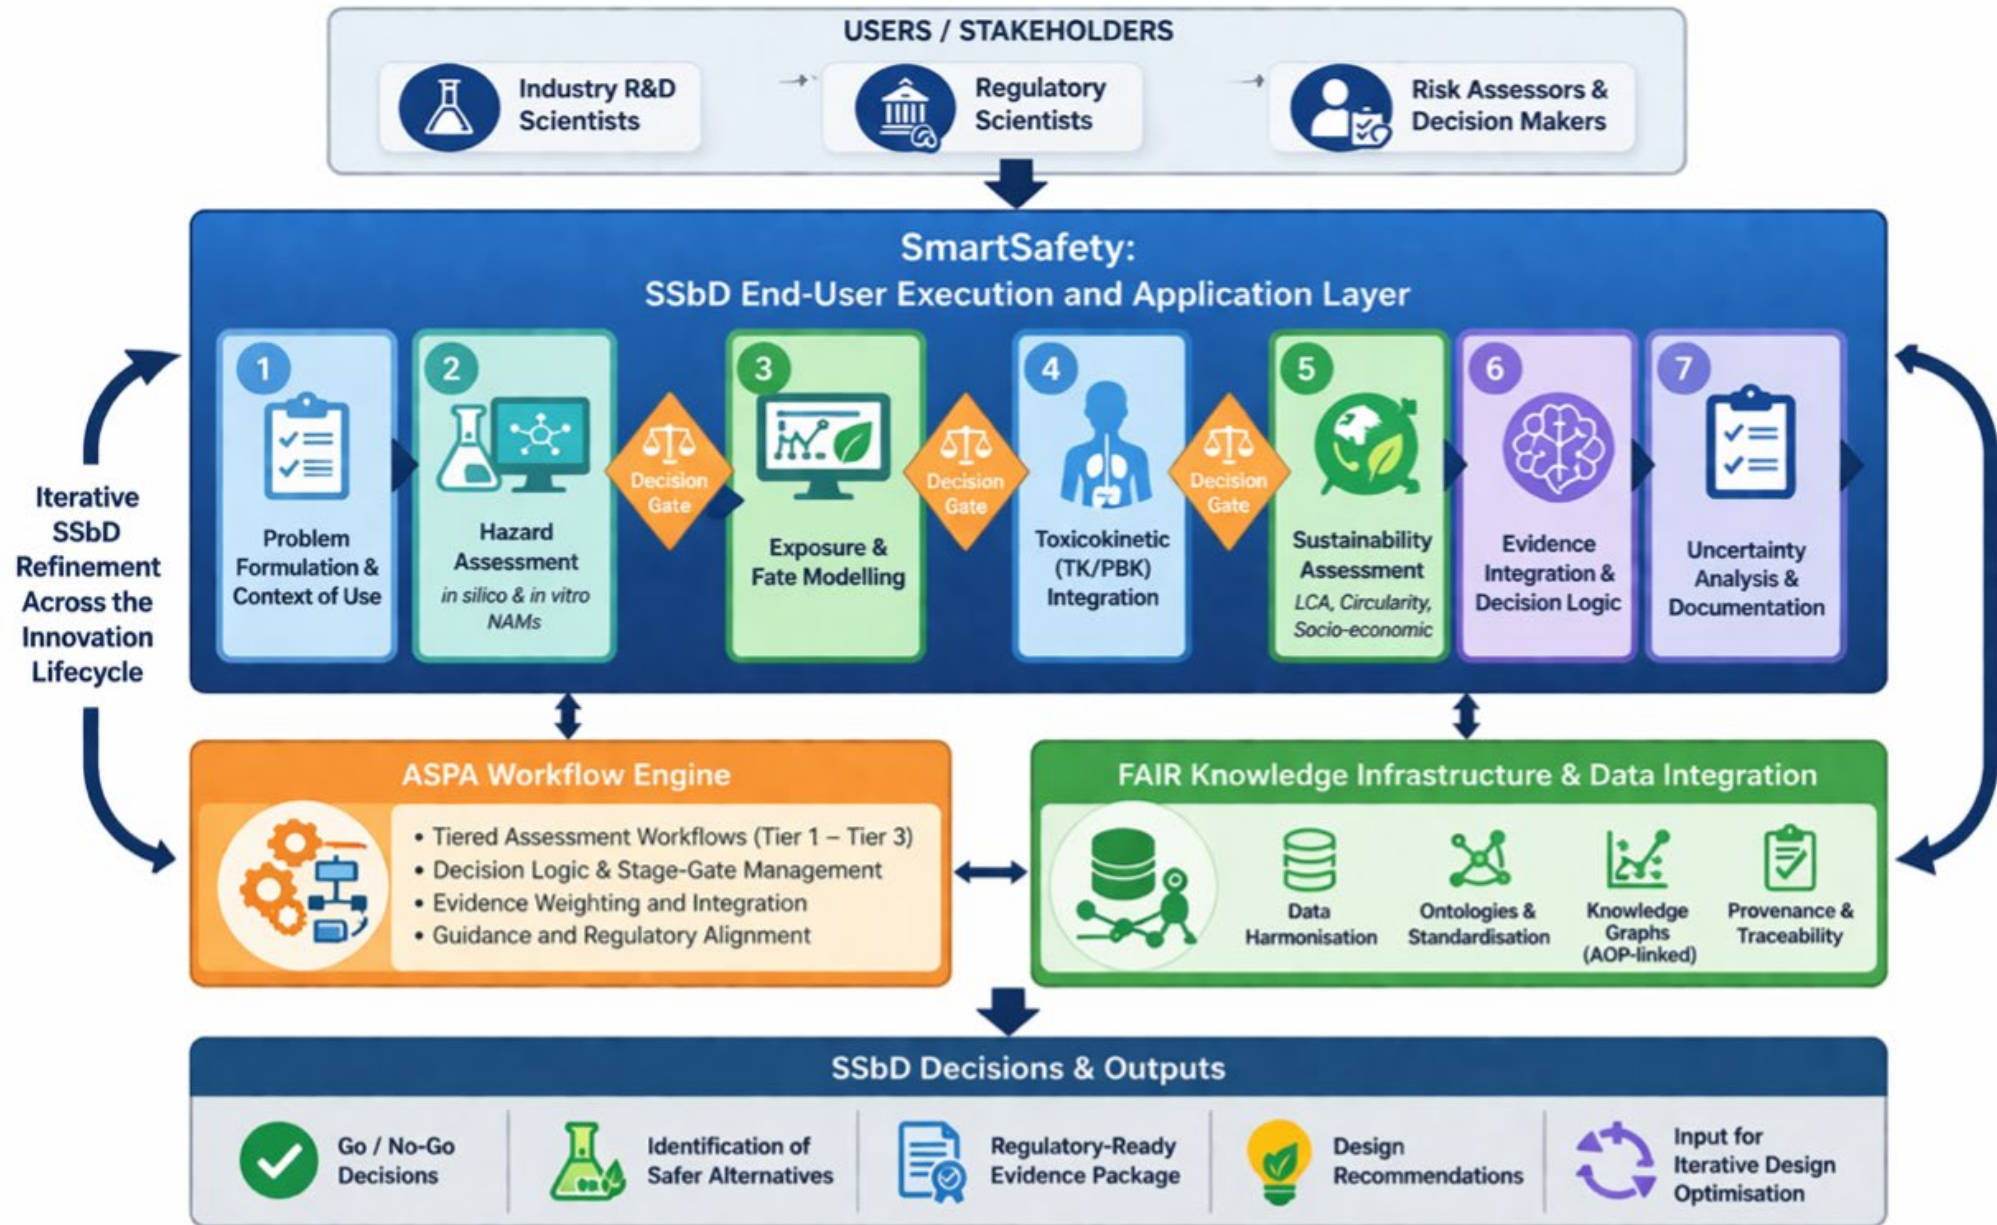 USERS / STAKEHOLDERS
Industry R&D
Scientists
Regulatory
Scientists
Risk Assessors &
Decision Makers
SmartSafety:
SSbD End-User Execution and Application Layer
1
Problem
Formulation &
Context of Use
2
Hazard
Assessment
in silico & in vitro
NAMs
Decision
Gate
3
Exposure &
Fate Modelling
Decision
Gate
4
Toxicokinetic
(TK/PBK)
Integration
Decision
Gate
5
Sustainability
Assessment
LCA, Circularity,
Socio-economic
6
Evidence
Integration &
Decision Logic
7
Uncertainty
Analysis &
Documentation
Iterative
SSbD
Refinement
Across the
Innovation
Lifecycle
ASPA Workflow Engine
• Tiered Assessment Workflows (Tier 1 – Tier 3)
• Decision Logic & Stage-Gate Management
• Evidence Weighting and Integration
• Guidance and Regulatory Alignment
FAIR Knowledge Infrastructure & Data Integration
Data
Harmonisation
Ontologies &
Standardisation
Knowledge
Graphs
(AOP-linked)
Provenance &
Traceability
SSbD Decisions & Outputs
Go / No-Go
Decisions
Identification of
Safer Alternatives
Regulatory-Ready
Evidence Package
Design
Recommendations
Input for
Iterative Design
Optimisation